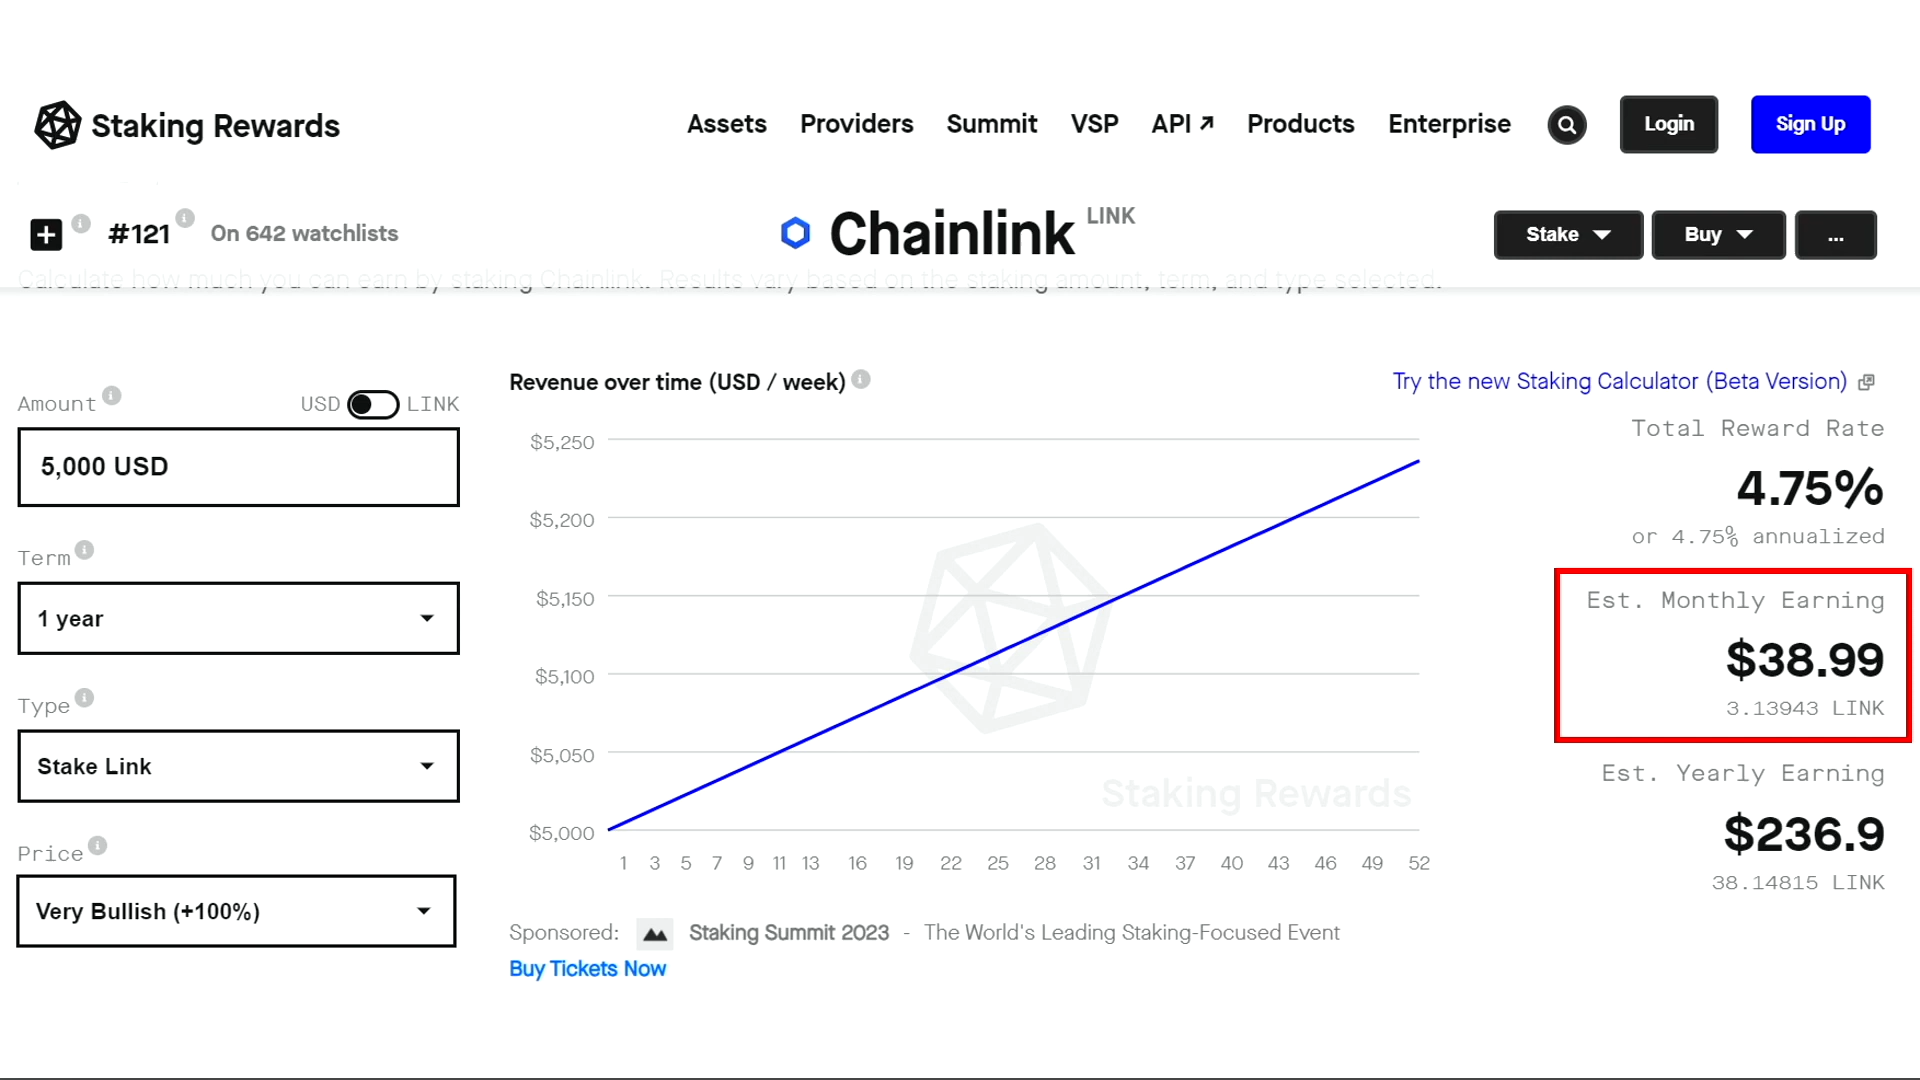 Staking Rewards
Assets Providers Summit VSP API Products Enterprise Login Sign Up
#121 On 642 watchlists
Chainlink LINK
Stake Buy ...
Calculate how much you can earn by staking Chainlink. Results vary based on the staking amount, term, and type selected.
Amount USD LINK
5,000 USD
Term
1 year
Type
Stake Link
Price
Very Bullish (+100%)
Revenue over time (USD / week)
$5,250
$5,200
$5,150
$5,100
$5,050
$5,000
Staking Rewards
1 3 5 7 9 11 13 16 19 22 25 28 31 34 37 40 43 46 49 52
Sponsored: Staking Summit 2023 - The World's Leading Staking-Focused Event
Buy Tickets Now
Try the new Staking Calculator (Beta Version)
Total Reward Rate
4.75%
or 4.75% annualized
Est. Monthly Earning
$38.99
3.13943 LINK
Est. Yearly Earning
$236.9
38.14815 LINK